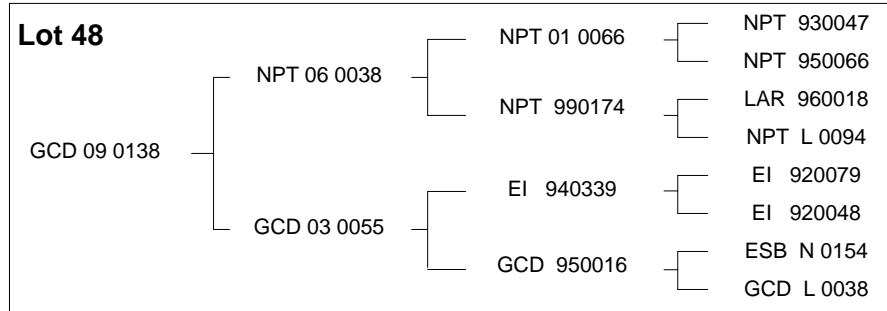 Lot 48
GCD 09 0138
NPT 06 0038
GCD 03 0055
NPT 01 0066
NPT 990174
EI 940339
GCD 950016
NPT 930047
NPT 950066
LAR 960018
NPT L 0094
EI 920079
EI 920048
ESB N 0154
GCD L 0038